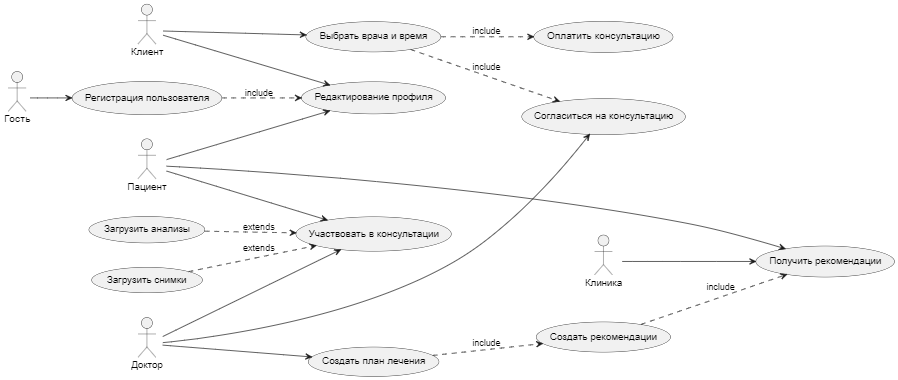 Клиент
Выбрать врача и время
include
Оплатить консультацию
include
Гость
Регистрация пользователя
include
Редактирование профиля
Согласиться на консультацию
Пациент
Загрузить анализы
extends
Участвовать в консультации
extends
Загрузить снимки
Клиника
Получить рекомендации
include
Доктор
Создать план лечения
include
Создать рекомендации